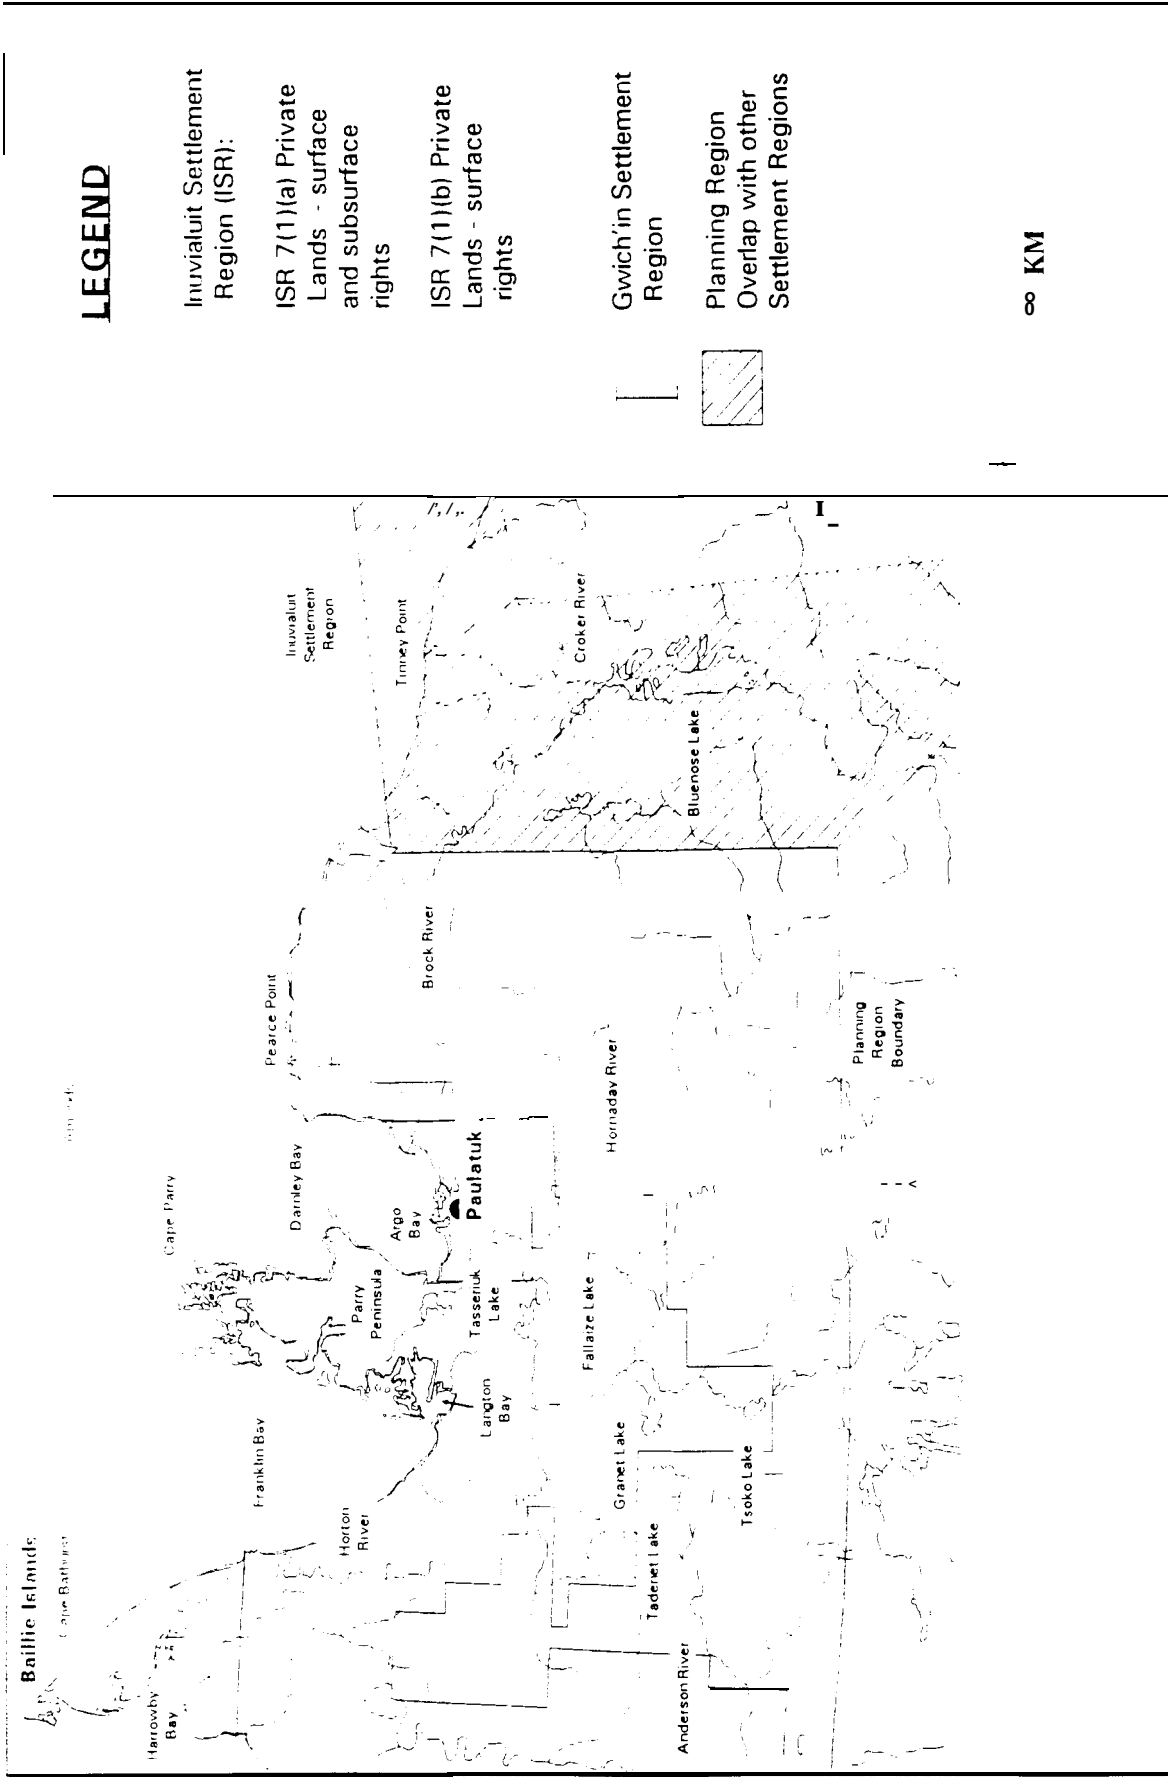 LEGEND
Inuvialuit Settlement
Region (ISR):
ISR 7(1)(a) Private
Lands - surface
and subsurface
rights
ISR 7(1)(b) Private
Lands - surface
rights
Gwich'in Settlement
Region
Planning Region
Overlap with other
Settlement Regions
∞ KM
Baillie Islands
Cape Bathurst
Harrowby
Bay
Franklin Bay
Horton
River
Cape Parry
Darnley Bay
Parry
Peninsula
Argo
Bay
Paulatuk
Tasseriuk
Lake
Langton
Bay
Pearce Point
Brock River
Inuvialuit
Settlement
Region
Tinney Point
Croker River
Bluenose Lake
Hornaday River
Fallaize Lake
Granet Lake
Tadenet Lake
Tsoko Lake
Anderson River
Planning
Region
Boundary